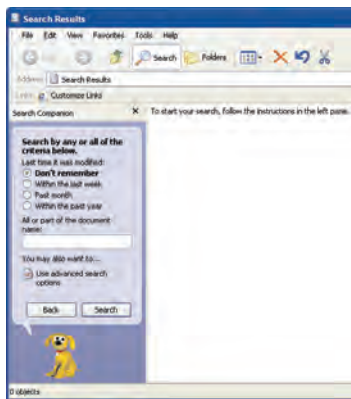 Search Results
File Edit View Favorites Tools Help
Search Folders
Address Search Results
Links Customize Links
Search Companion
To start your search, follow the instructions in the left pane.
Search by any or all of the
criteria below.
Last time it was modified:
Don't remember
Within the last week
Past month
Within the past year
All or part of the document
name:
You may also want to...
Use advanced search
options
Back Search
0 objects